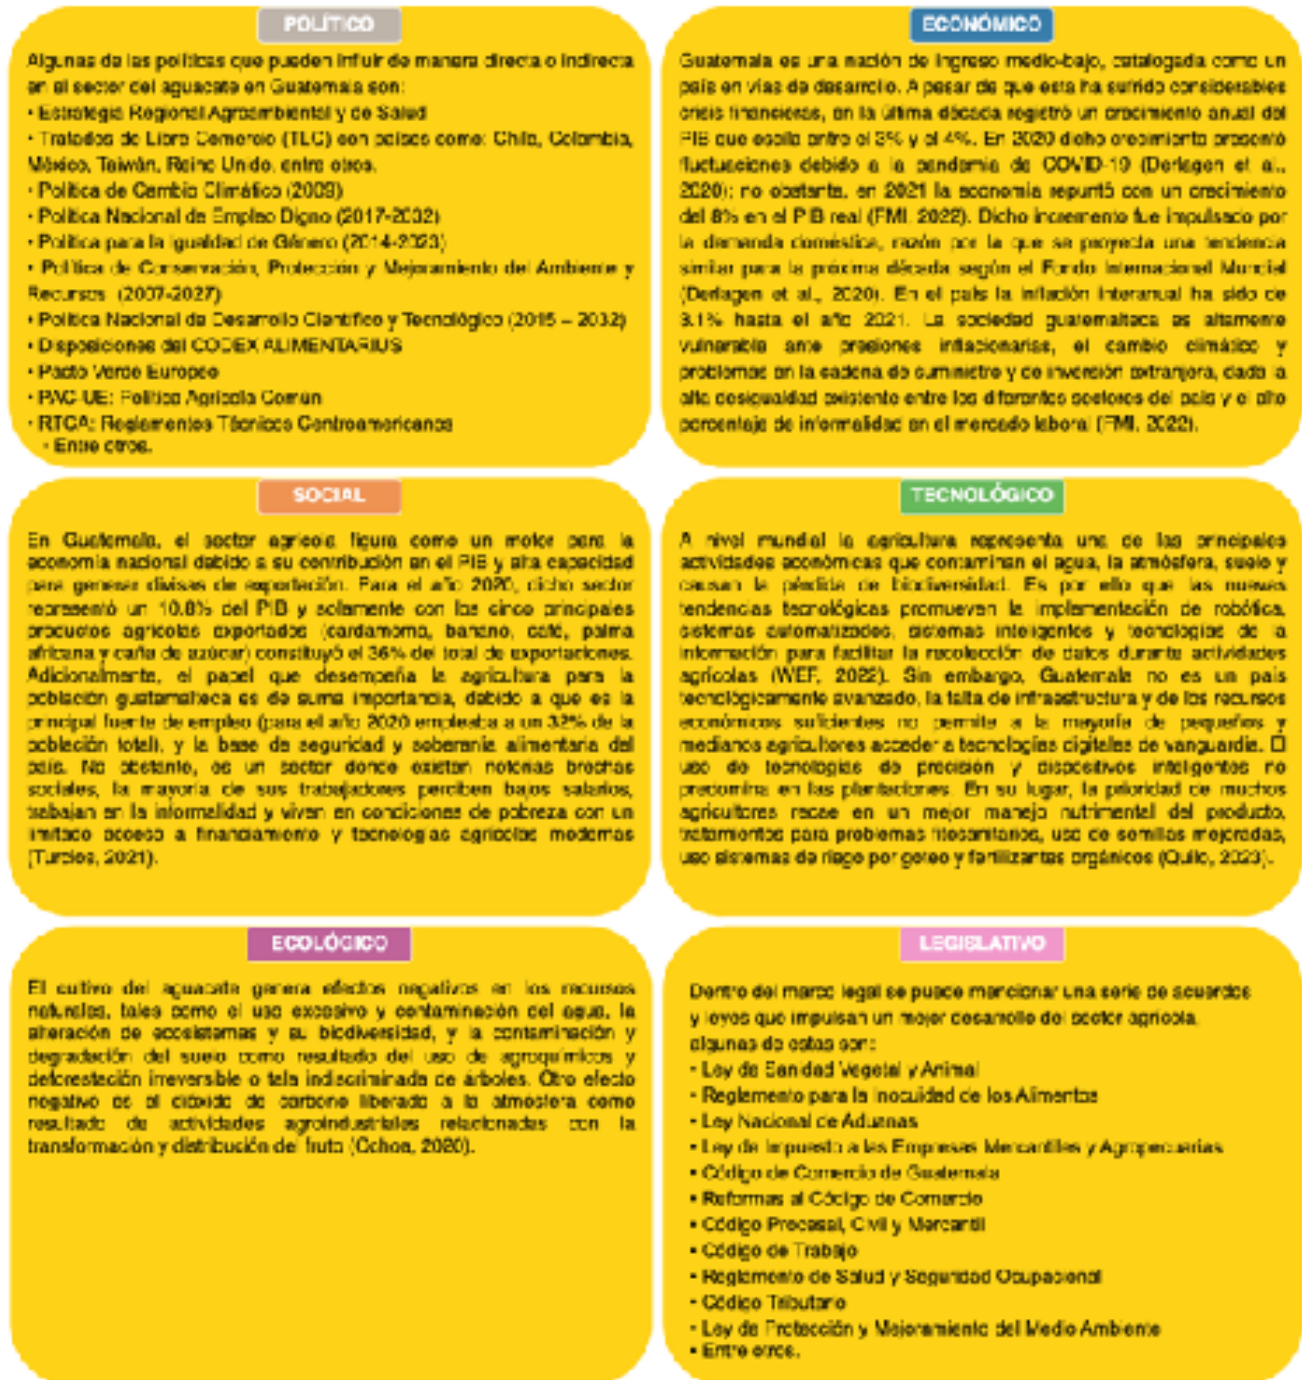 POLÍTICO
Algunas de las políticas que pueden influir de manera directa o indirecta
en el sector del aguacate en Guatemala son:
• Estrategia Regional Agroambiental y de Salud
• Tratados de Libre Comercio (TLC) con países como: Chile, Colombia,
México, Taiwán, Reino Unido, entre otros.
• Política de Cambio Climático (2009)
• Política Nacional de Empleo Digno (2017-2032)
• Política para la Igualdad de Género (2014-2023)
• Política de Conservación, Protección y Mejoramiento del Ambiente y
Recursos (2007-2027)
• Política Nacional de Desarrollo Científico y Tecnológico (2015 – 2032)
• Disposiciones del CODEX ALIMENTARIUS
• Pacto Verde Europeo
• PAC-UE: Política Agrícola Común
• RTCA: Reglamentos Técnicos Centroamericanos
• Entre otros.
ECONÓMICO
Guatemala es una nación de ingreso medio-bajo, catalogada como un
país en vías de desarrollo. A pesar de que esta ha sufrido considerables
crisis financieras, en la última década registró un crecimiento anual del
PIB que oscila entre el 3% y el 4%. En 2020 dicho crecimiento presentó
fluctuaciones debido a la pandemia de COVID-19 (Derlagen et al.,
2020); no obstante, en 2021 la economía repuntó con un crecimiento
del 8% en el PIB real (FMI, 2022). Dicho incremento fue impulsado por
la demanda doméstica, razón por la que se proyecta una tendencia
similar para la próxima década según el Fondo Internacional Mundial
(Derlagen et al., 2020). En el país la inflación interanual ha sido de
3.1% hasta el año 2021. La sociedad guatemalteca es altamente
vulnerable ante presiones inflacionarias, el cambio climático y
problemas en la cadena de suministro y de inversión extranjera, dada la
alta desigualdad existente entre los diferentes sectores del país y el alto
porcentaje de informalidad en el mercado laboral (FMI, 2022).
SOCIAL
En Guatemala, el sector agrícola figura como un motor para la
economía nacional debido a su contribución en el PIB y alta capacidad
para generar divisas de exportación. Para el año 2020, dicho sector
representó un 10.8% del PIB y solamente con los cinco principales
productos agrícolas exportados (cardamomo, banano, café, palma
africana y caña de azúcar) constituyó el 36% del total de exportaciones.
Adicionalmente, el papel que desempeña la agricultura para la
población guatemalteca es de suma importancia, debido a que es la
principal fuente de empleo (para el año 2020 empleaba a un 32% de la
población total), y la base de seguridad y soberanía alimentaria del
país. No obstante, es un sector donde existen notorias brechas
sociales, la mayoría de sus trabajadores perciben bajos salarios,
trabajan en la informalidad y viven en condiciones de pobreza con un
limitado acceso a financiamiento y tecnologías agrícolas modernas
(Turcios, 2021).
TECNOLÓGICO
A nivel mundial la agricultura representa una de las principales
actividades económicas que contaminan el agua, la atmósfera, suelo y
causan la pérdida de biodiversidad. Es por ello que las nuevas
tendencias tecnológicas promueven la implementación de robótica,
sistemas automatizados, sistemas inteligentes y tecnologías de la
información para facilitar la recolección de datos durante actividades
agrícolas (WEF, 2022). Sin embargo, Guatemala no es un país
tecnológicamente avanzado, la falta de infraestructura y de los recursos
económicos suficientes no permite a la mayoría de pequeños y
medianos agricultores acceder a tecnologías digitales de vanguardia. El
uso de tecnologías de precisión y dispositivos inteligentes no
predomina en las plantaciones. En su lugar, la prioridad de muchos
agricultores recae en un mejor manejo nutrimental del producto,
tratamientos para problemas fitosanitarios, uso de semillas mejoradas,
uso sistemas de riego por goteo y fertilizantes orgánicos (Quilo, 2023).
ECOLÓGICO
El cultivo del aguacate genera efectos negativos en los recursos
naturales, tales como el uso excesivo y contaminación del agua, la
alteración de ecosistemas y su biodiversidad, y la contaminación y
degradación del suelo como resultado del uso de agroquímicos y
deforestación irreversible o tala indiscriminada de árboles. Otro efecto
negativo es el dióxido de carbono liberado a la atmósfera como
resultado de actividades agroindustriales relacionadas con la
transformación y distribución del fruto (Ochoa, 2020).
LEGISLATIVO
Dentro del marco legal se puede mencionar una serie de acuerdos
y leyes que impulsan un mejor desarrollo del sector agrícola,
algunas de estas son:
• Ley de Sanidad Vegetal y Animal
• Reglamento para la Inocuidad de los Alimentos
• Ley Nacional de Aduanas
• Ley de Impuesto a las Empresas Mercantiles y Agropecuarias
• Código de Comercio de Guatemala
• Reformas al Código de Comercio
• Código Procesal, Civil y Mercantil
• Código de Trabajo
• Reglamento de Salud y Seguridad Ocupacional
• Código Tributario
• Ley de Protección y Mejoramiento del Medio Ambiente
• Entre otros.